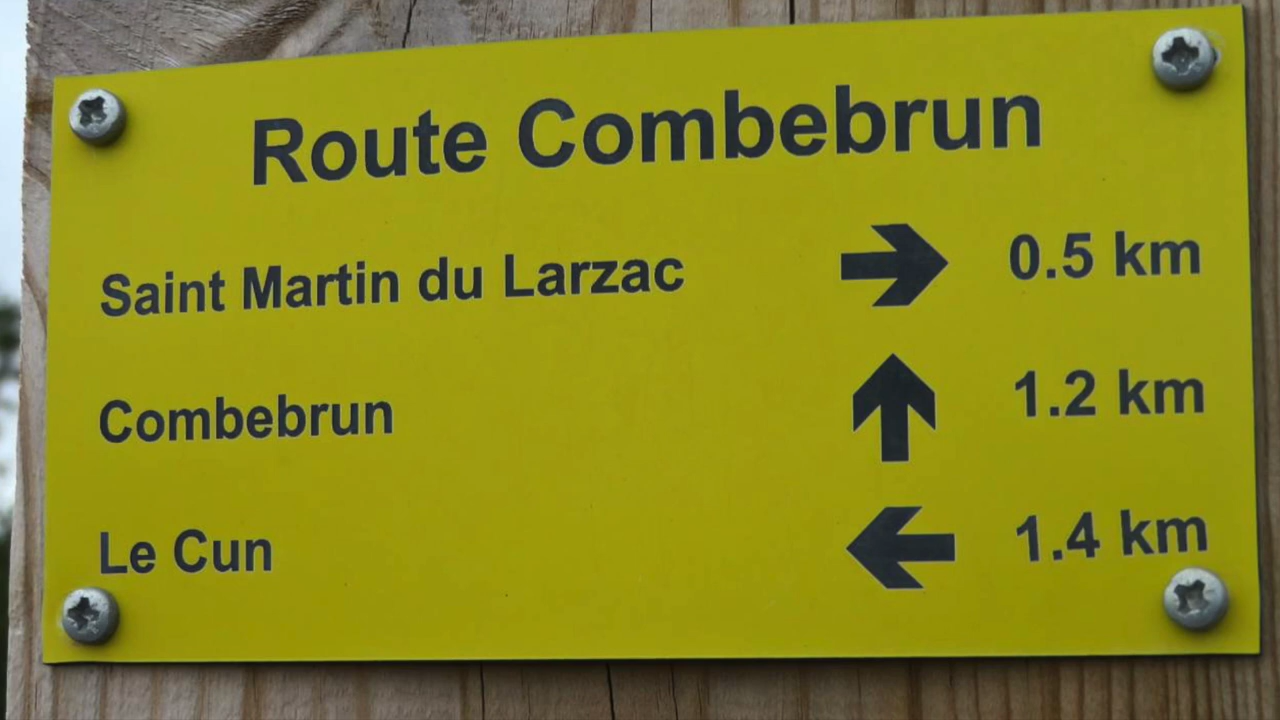 Route Combebrun
Saint Martin du Larzac → 0.5 km
Combebrun ↑ 1.2 km
Le Cun ← 1.4 km